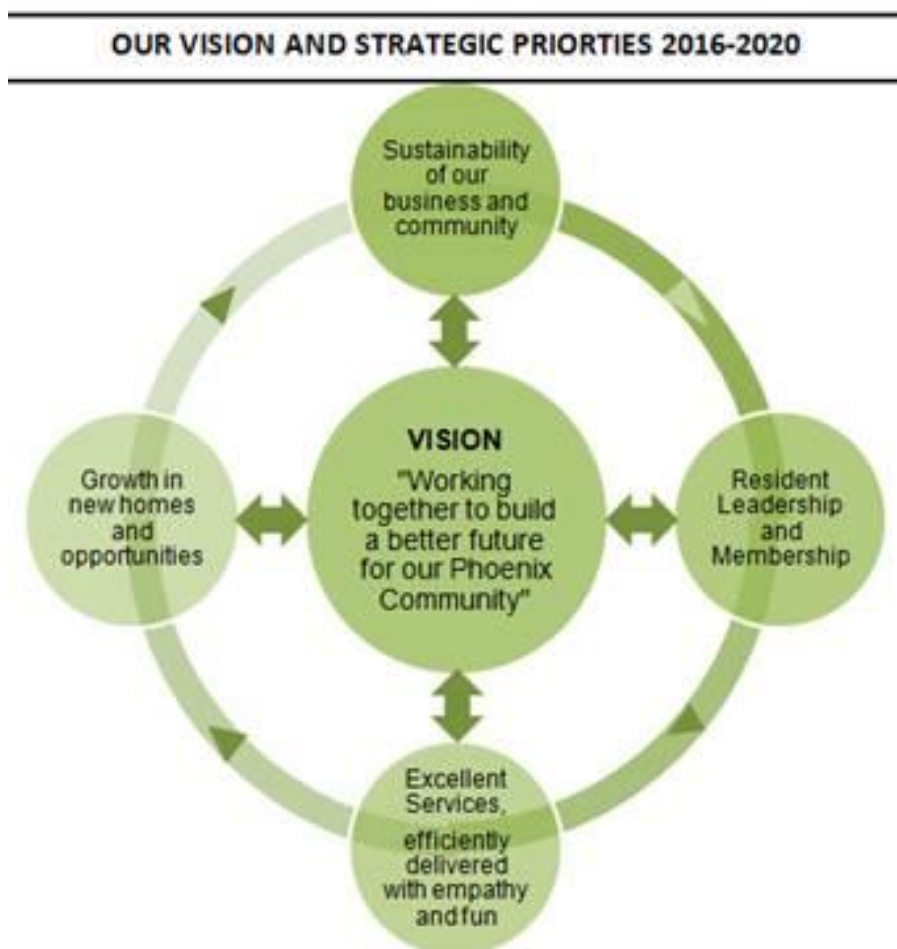 OUR VISION AND STRATEGIC PRIORTIES 2016-2020
Sustainability
of our
business and
community
VISION
"Working
together to build
a better future
for our Phoenix
Community"
Growth in
new homes
and
opportunities
Resident
Leadership
and
Membership
Excellent
Services,
efficiently
delivered
with empathy
and fun